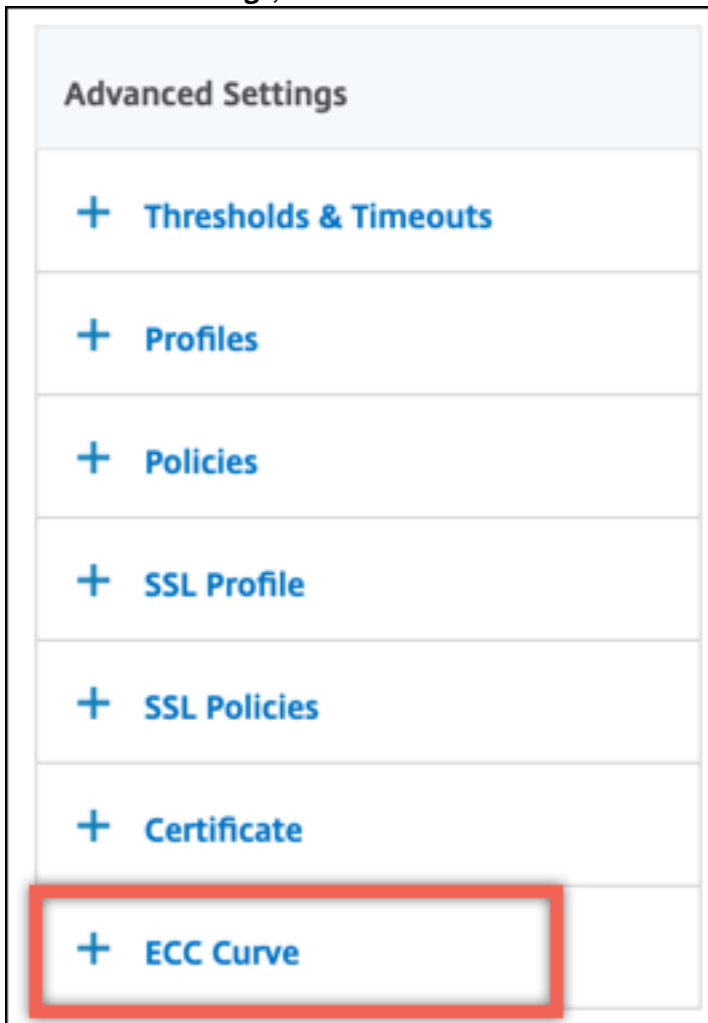 Advanced Settings
+ Thresholds & Timeouts
+ Profiles
+ Policies
+ SSL Profile
+ SSL Policies
+ Certificate
+ ECC Curve